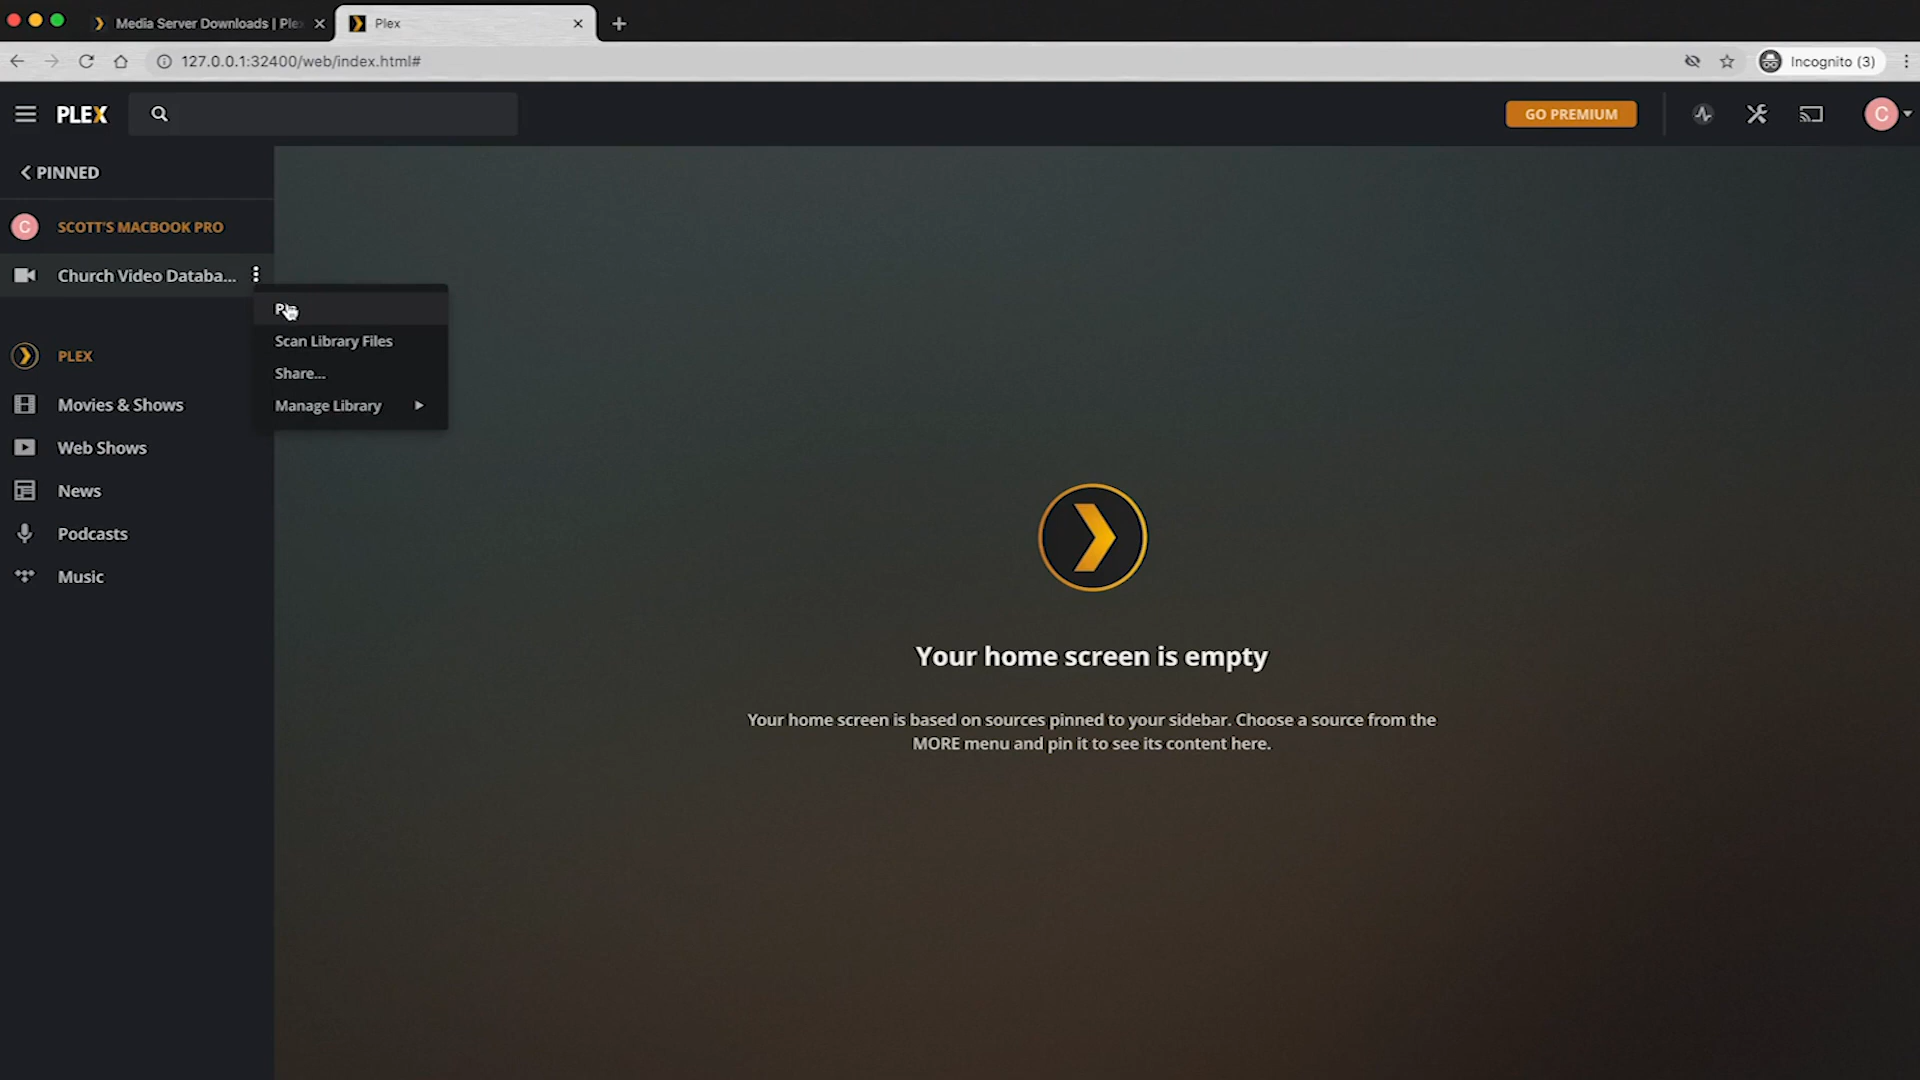 Media Server Downloads | Ple
Plex
127.0.0.1:32400/web/index.html#
Incognito (3)
PLEX
GO PREMIUM
C
PINNED
C
SCOTT'S MACBOOK PRO
Church Video Databa...
Scan Library Files
Share...
Manage Library
PLEX
Movies & Shows
Web Shows
News
Podcasts
Music
Your home screen is empty
Your home screen is based on sources pinned to your sidebar. Choose a source from the
MORE menu and pin it to see its content here.